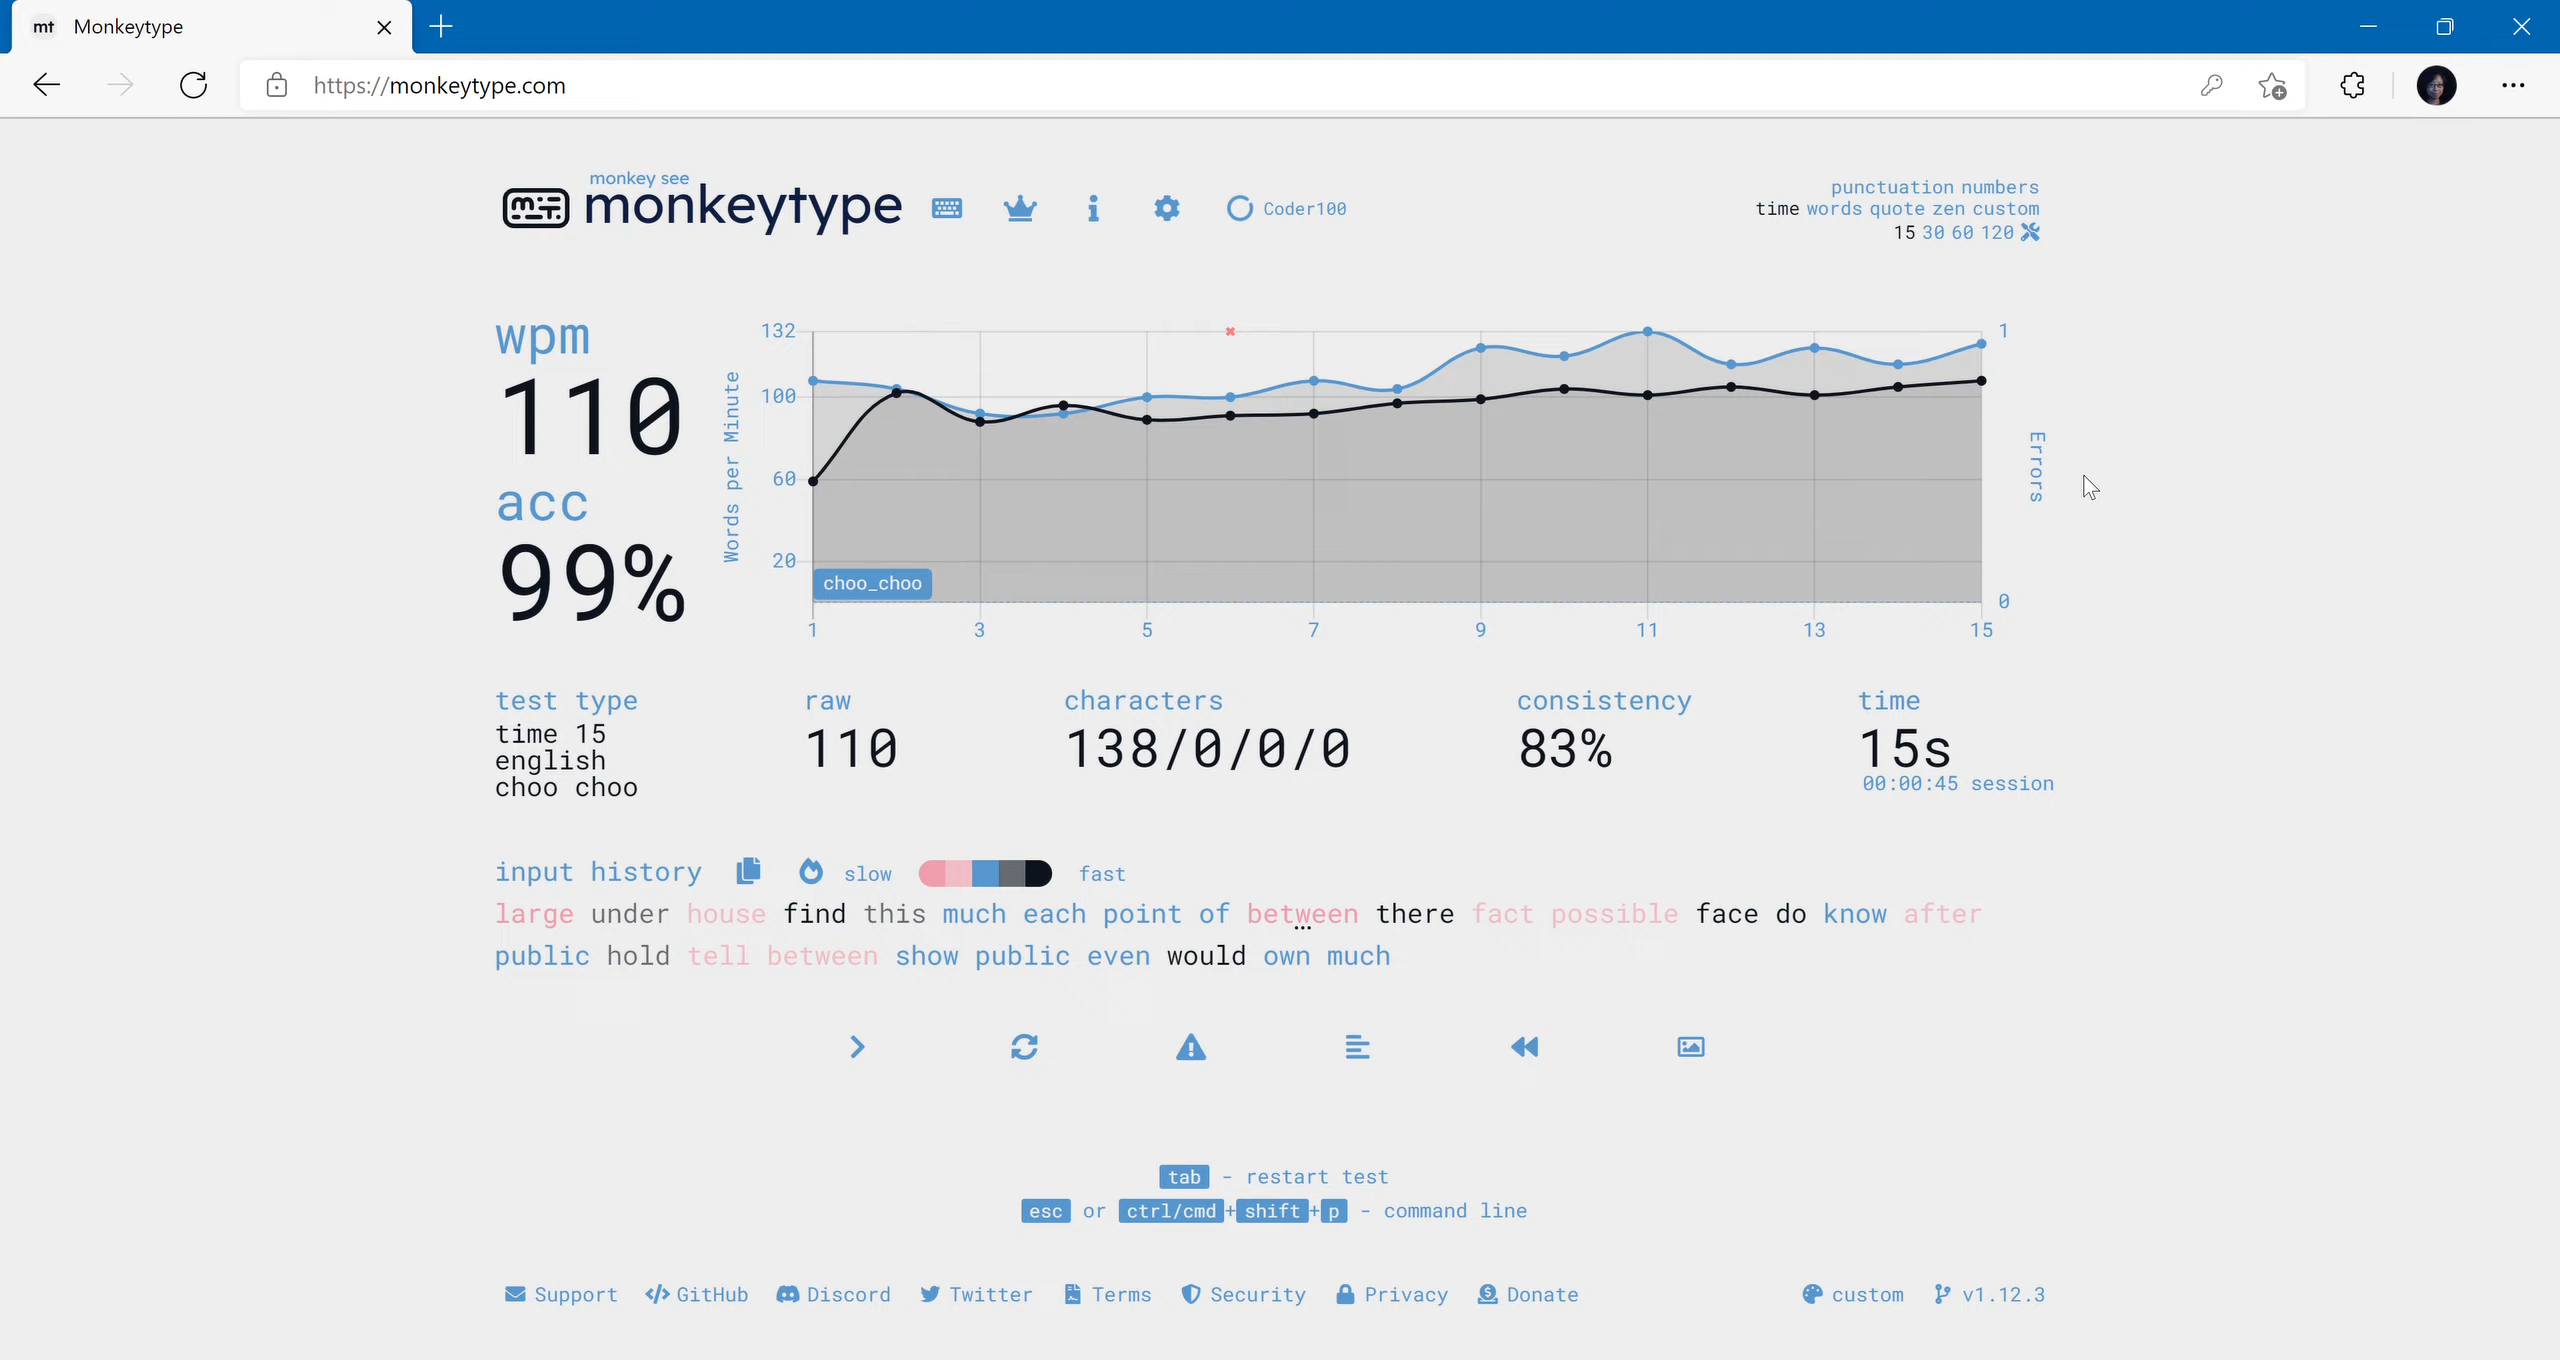 mt Monkeytype
https://monkeytype.com
monkey see
monkeytype
Coder100
punctuation numbers
time words quote zen custom
15 30 60 120
wpm
110
acc
99%
Words per Minute
132
100
60
20
choo_choo
1 3 5 7 9 11 13 15
1
0
Errors
test type
time 15
english
choo choo
raw
110
characters
138/0/0/0
consistency
83%
time
15s
00:00:45 session
input history slow fast
large under house find this much each point of between there fact possible face do know after
public hold tell between show public even would own much
tab - restart test
esc or ctrl/cmd+shift+p - command line
Support GitHub Discord Twitter Terms Security Privacy Donate custom v1.12.3